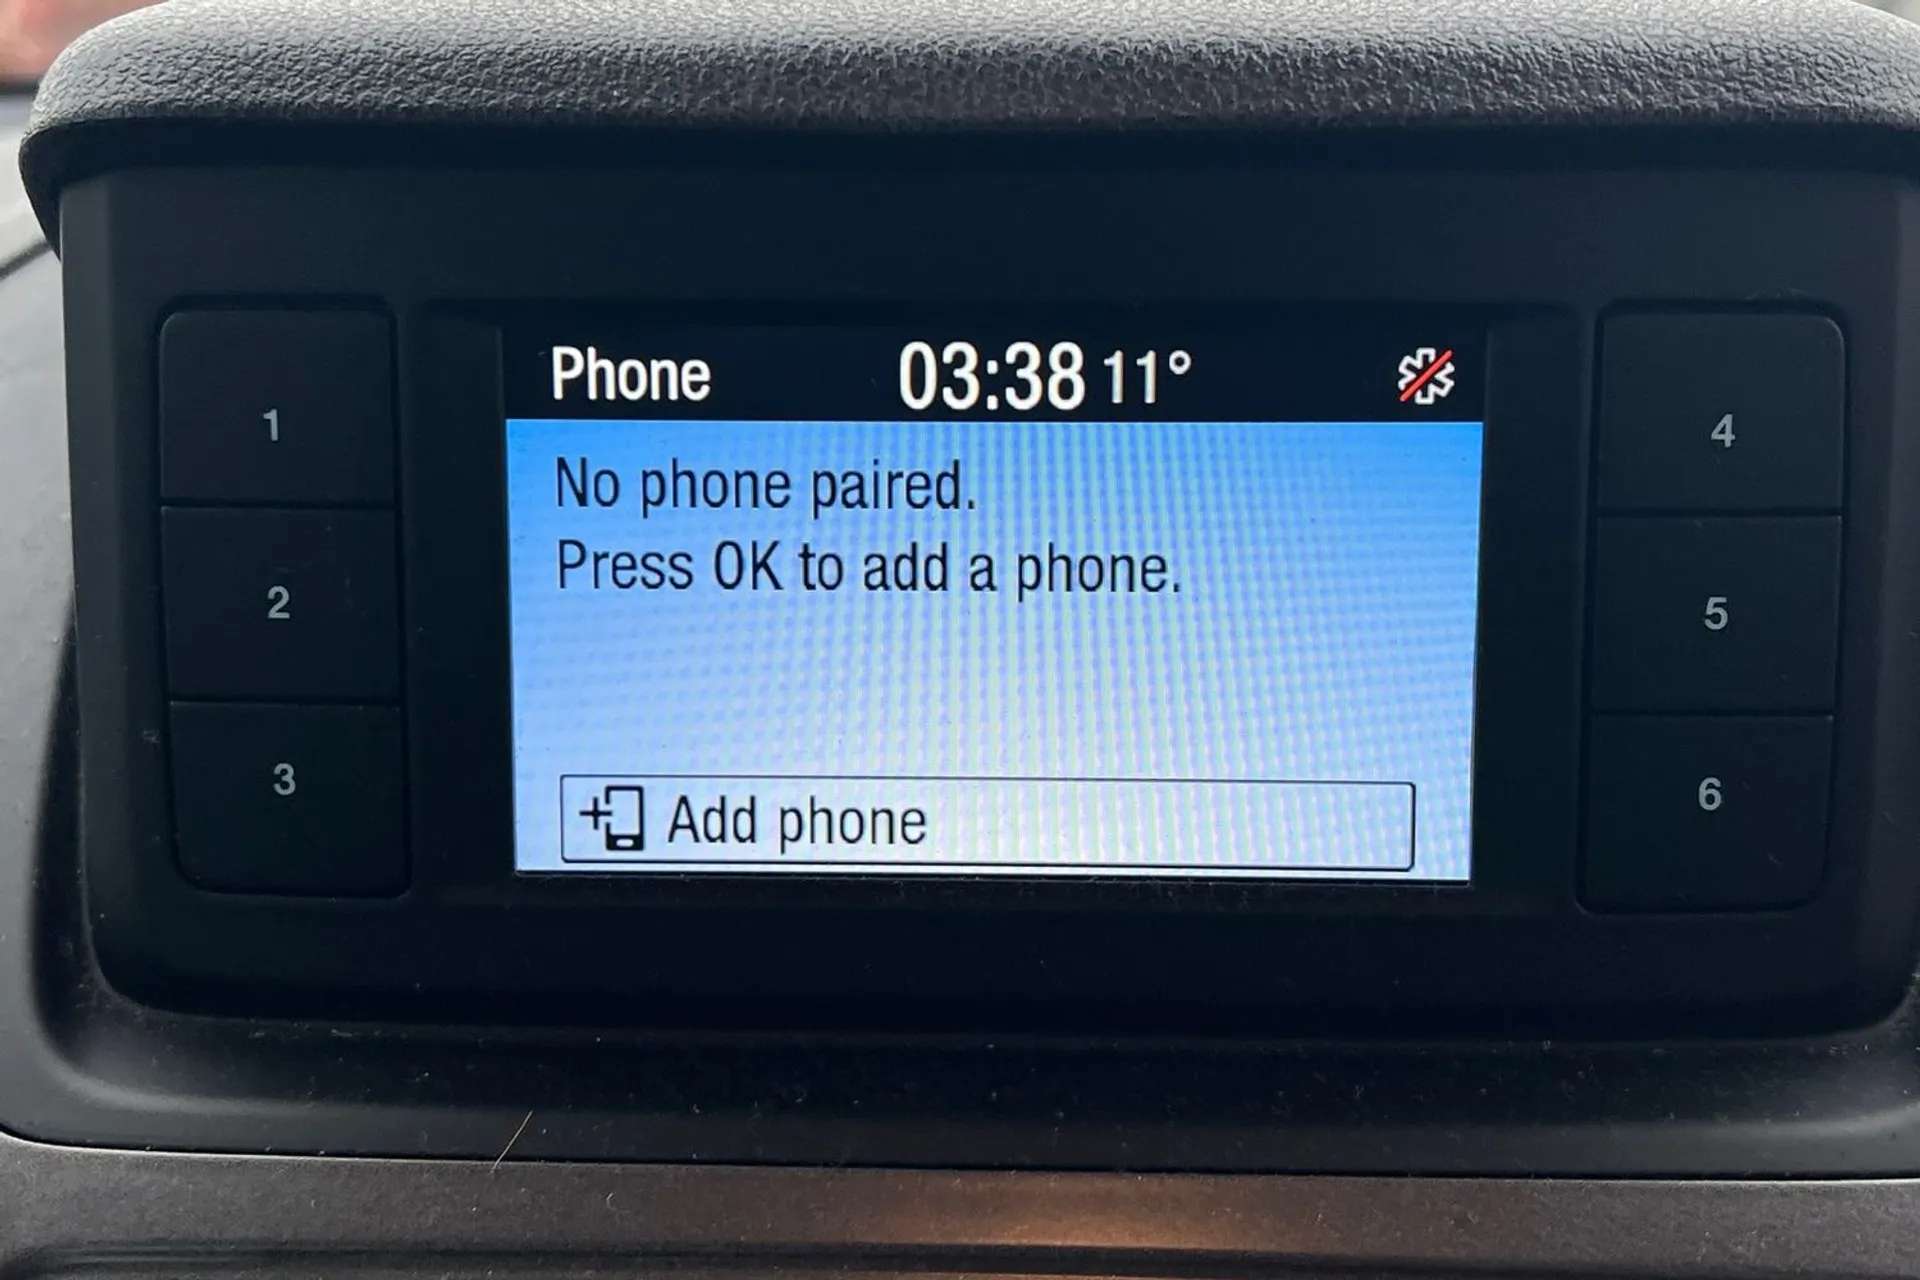 Phone 03:38 11°
No phone paired.
Press OK to add a phone.
Add phone
1
2
3
4
5
6